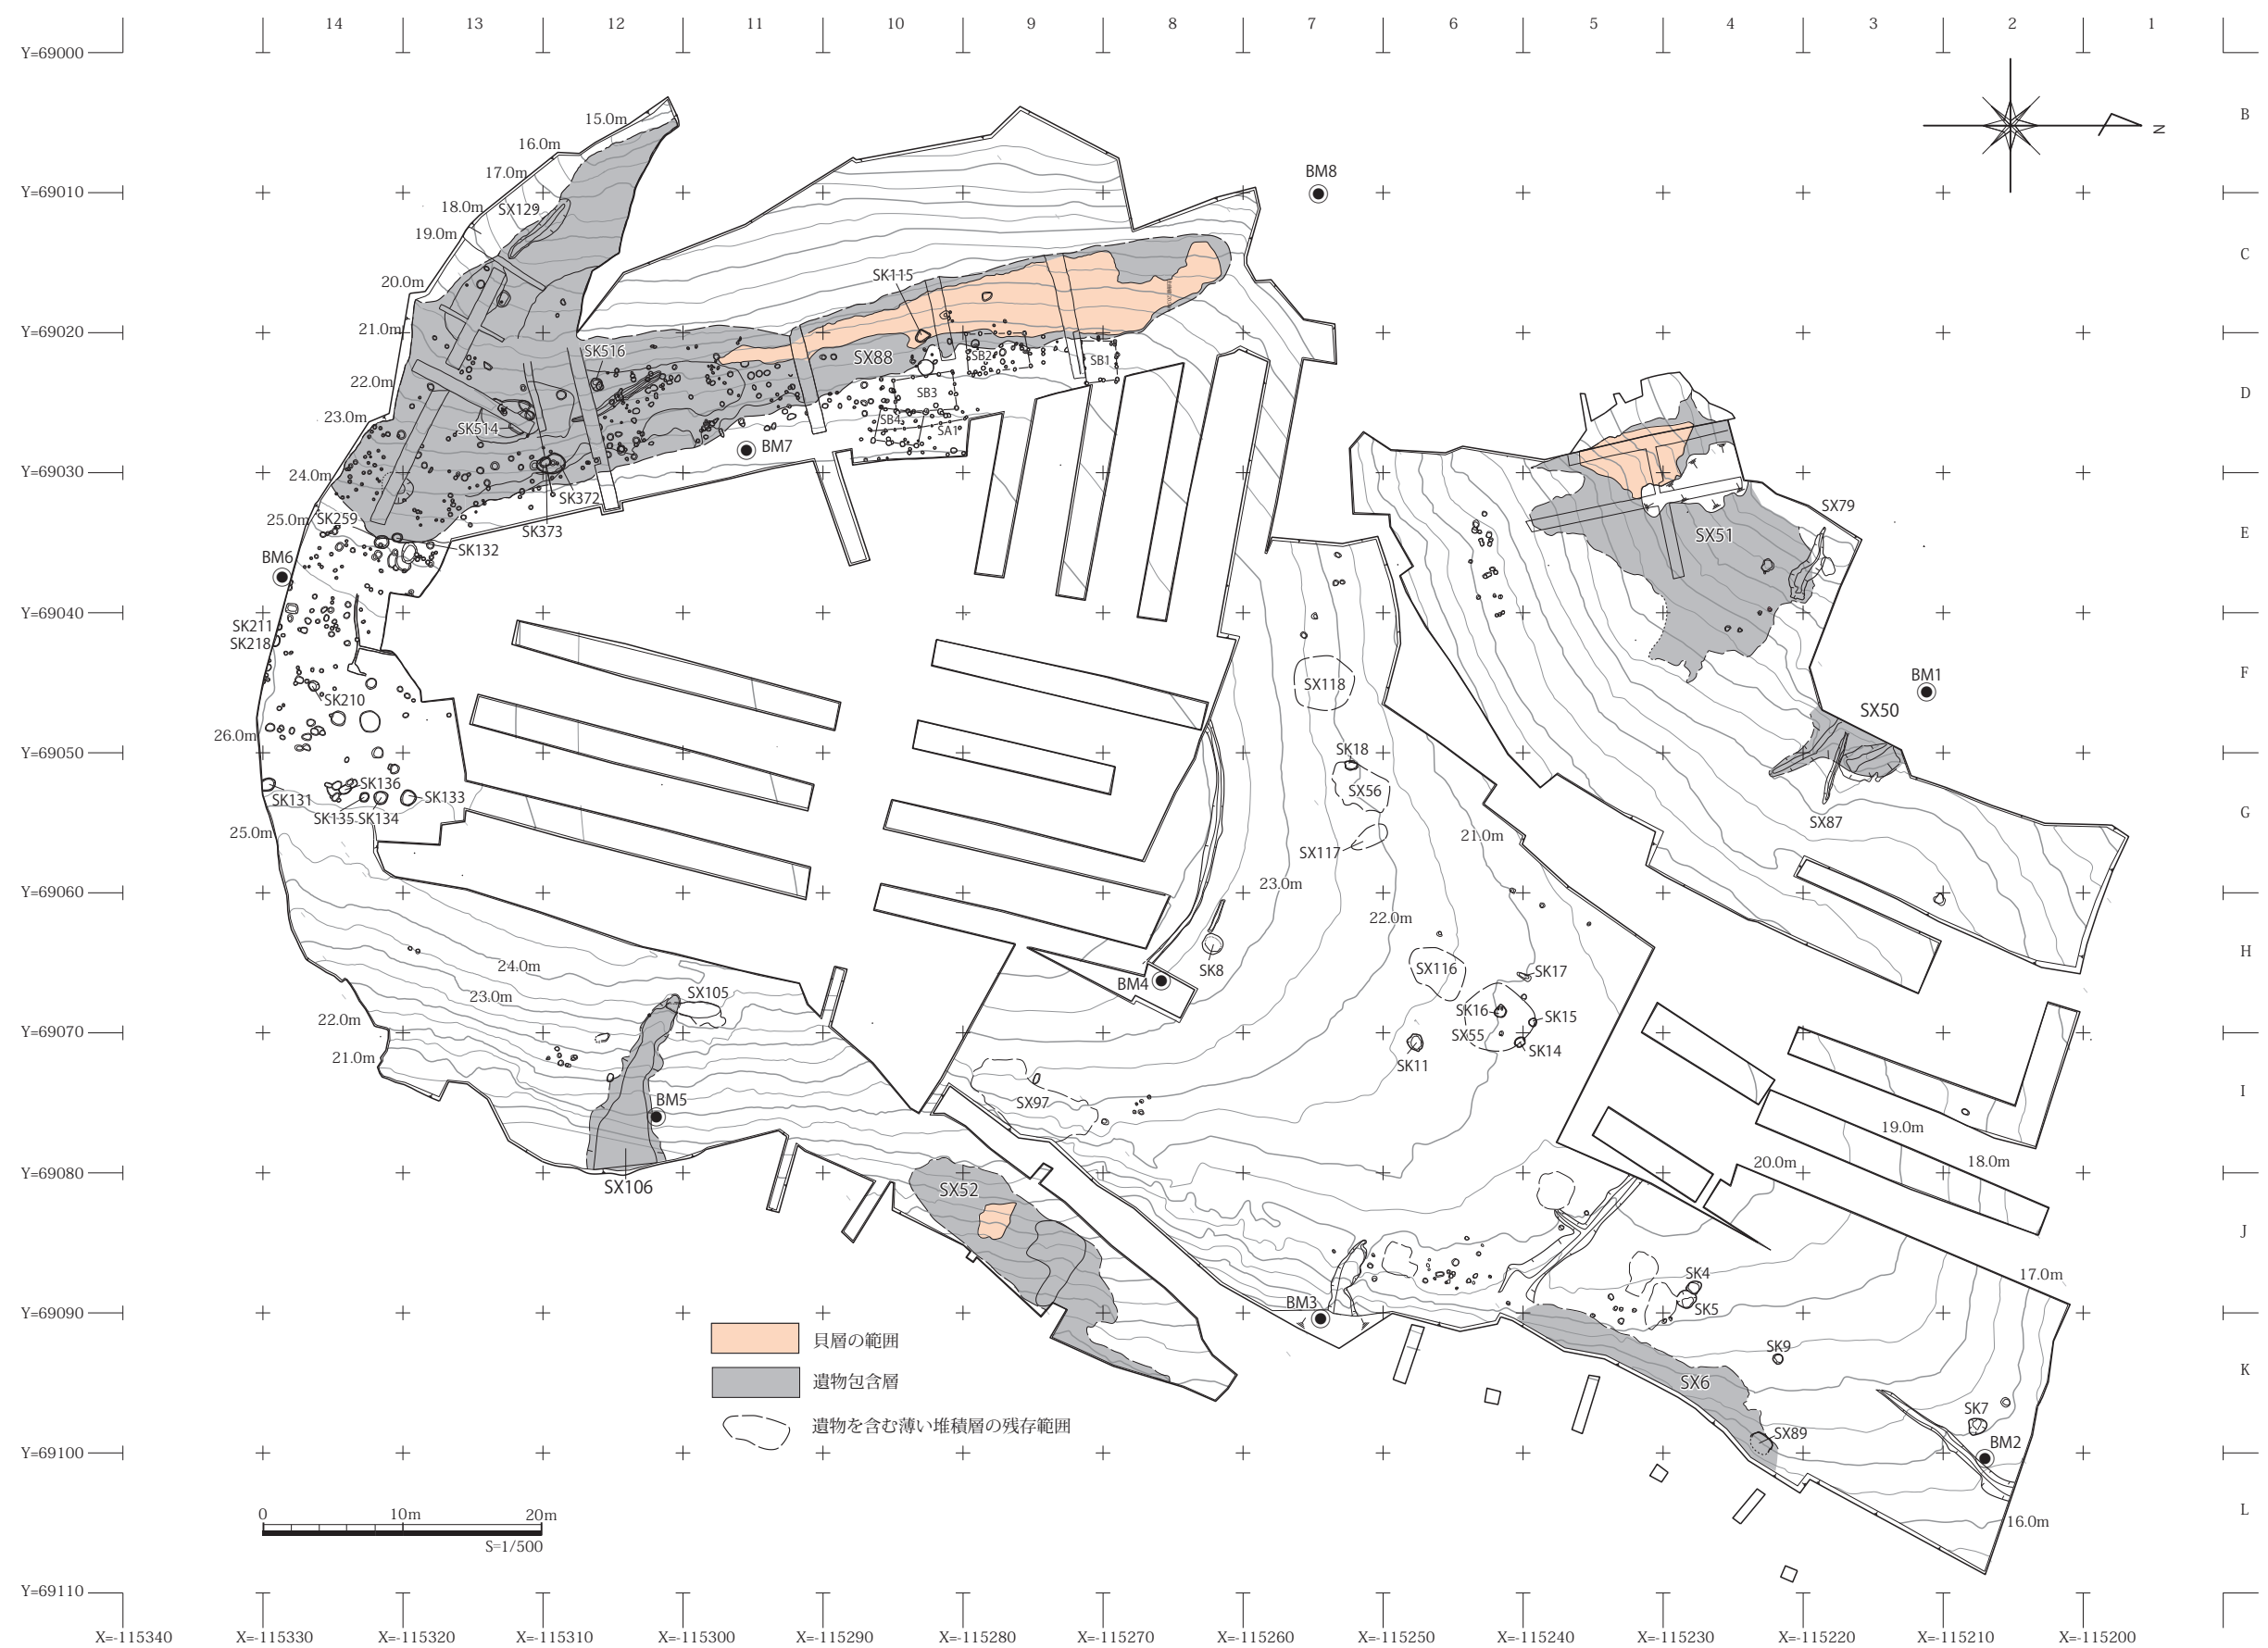 14 13 12 11 10 9 8 7 6 5 4 3 2 1
Y=69000
B
15.0m
16.0m
N
17.0m
BM8
Y=69010
18.0m SX129
19.0m
C
SK115
20.0m
Y=69020
21.0m
SK516
SX88 SB2 SB1
22.0m
SB3
D
23.0m
SK514
SB4 SA1
BM7
Y=69030
24.0m
SK372
SX79
25.0m SK259
SK373
SX51
E
SK132
BM6
Y=69040
SK211
SK218
F
BM1
SX118
SK210
SX50
26.0m
Y=69050
SK18
SK136
SK131 SK133
SX56
SK135 SK134
G
SX87
25.0m
21.0m
SX117
Y=69060
23.0m
22.0m
H
24.0m
SK8
SX116
SK17
BM4
23.0m
SX105
SK16
SK15
22.0m
Y=69070
SX55
SK14
21.0m
SK11
I
BM5
SX97
19.0m
20.0m 18.0m
Y=69080
SX106
SX52
J
SK4
17.0m
BM3
SK5
Y=69090
貝層の範囲
SK9
K
遺物包含層
SX6
SK7
遺物を含む薄い堆積層の残存範囲
SX89
BM2
Y=69100
0 10m 20m
L
16.0m
S=1/500
Y=69110
X=-115340 X=-115330 X=-115320 X=-115310 X=-115300 X=-115290 X=-115280 X=-115270 X=-115260 X=-115250 X=-115240 X=-115230 X=-115220 X=-115210 X=-115200